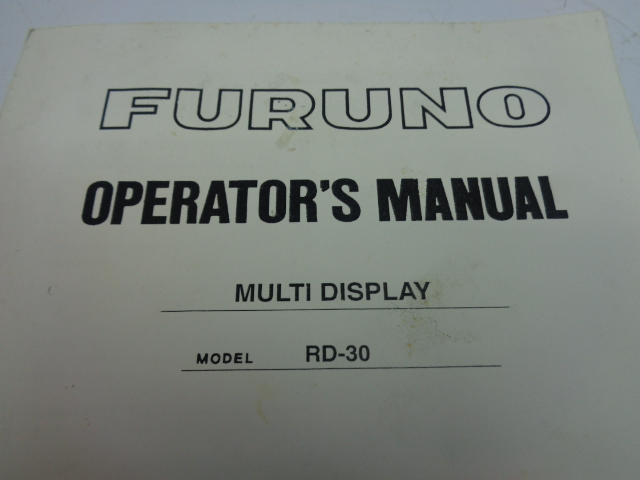 FURUNO
OPERATOR'S MANUAL
MULTI DISPLAY
MODEL RD-30